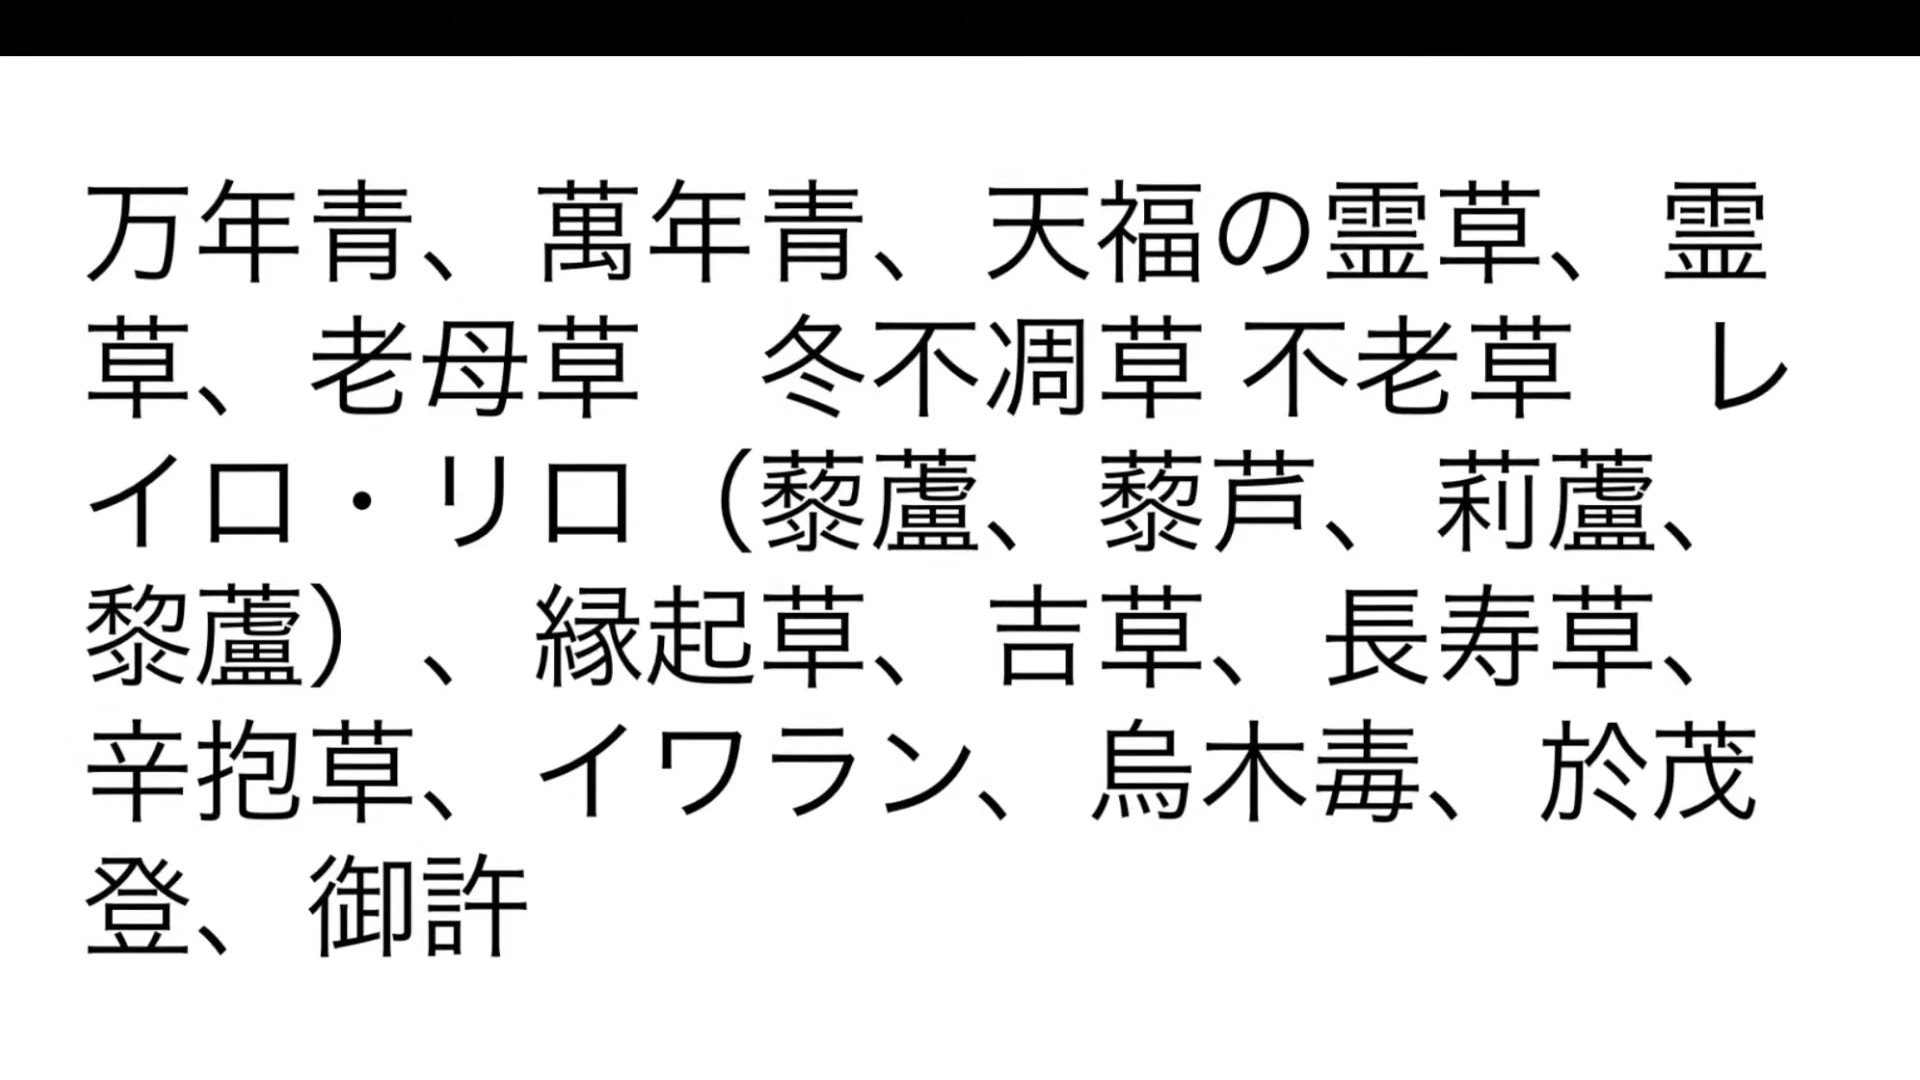 万年青、萬年青、天福の霊草、霊
草、老母草　冬不凋草 不老草　レ
イロ・リロ（藜蘆、藜芦、莉蘆、
黎蘆）、縁起草、吉草、長寿草、
辛抱草、イワラン、烏木毒、於茂
登、御許